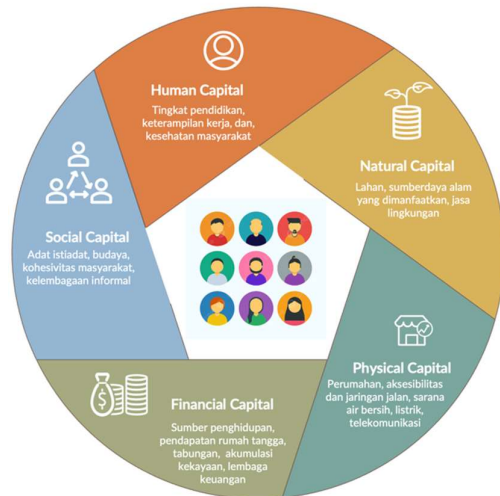 Human Capital
Tingkat pendidikan,
keterampilan kerja, dan,
kesehatan masyarakat
Natural Capital
Lahan, sumberdaya alam
yang dimanfaatkan, jasa
lingkungan
Social Capital
Adat istiadat, budaya,
kohesivitas masyarakat,
kelembagaan informal
Physical Capital
Perumahan, aksesibilitas
dan jaringan jalan, sarana
air bersih, listrik,
telekomunikasi
$
Financial Capital
Sumber penghidupan,
pendapatan rumah tangga,
tabungan, akumulasi
kekayaan, lembaga
keuangan